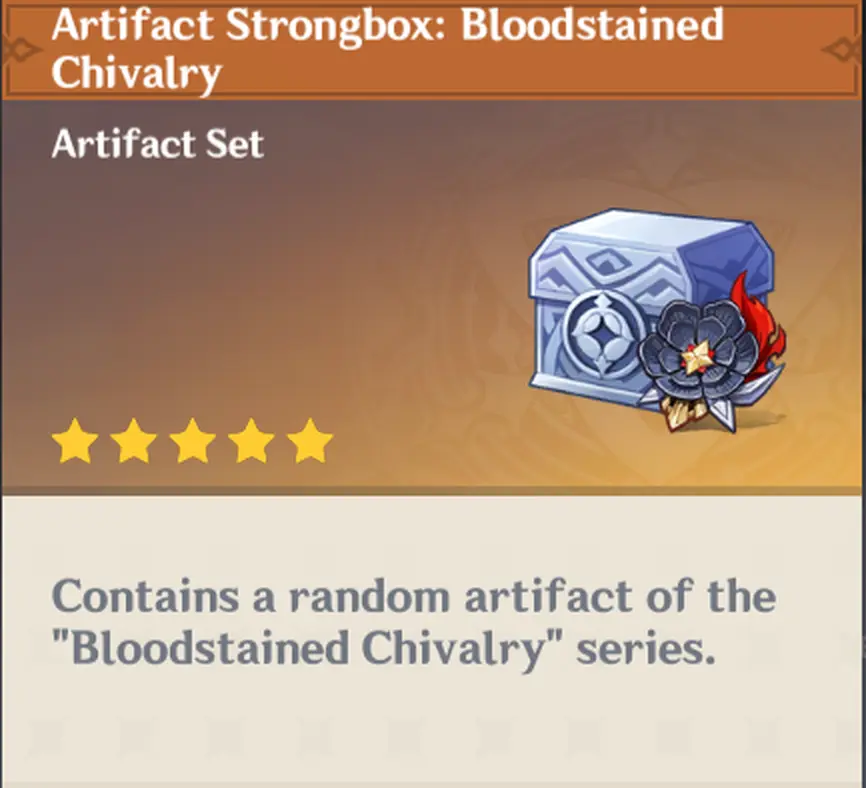 Artifact Strongbox: Bloodstained
Chivalry
Artifact Set
Contains a random artifact of the
"Bloodstained Chivalry" series.